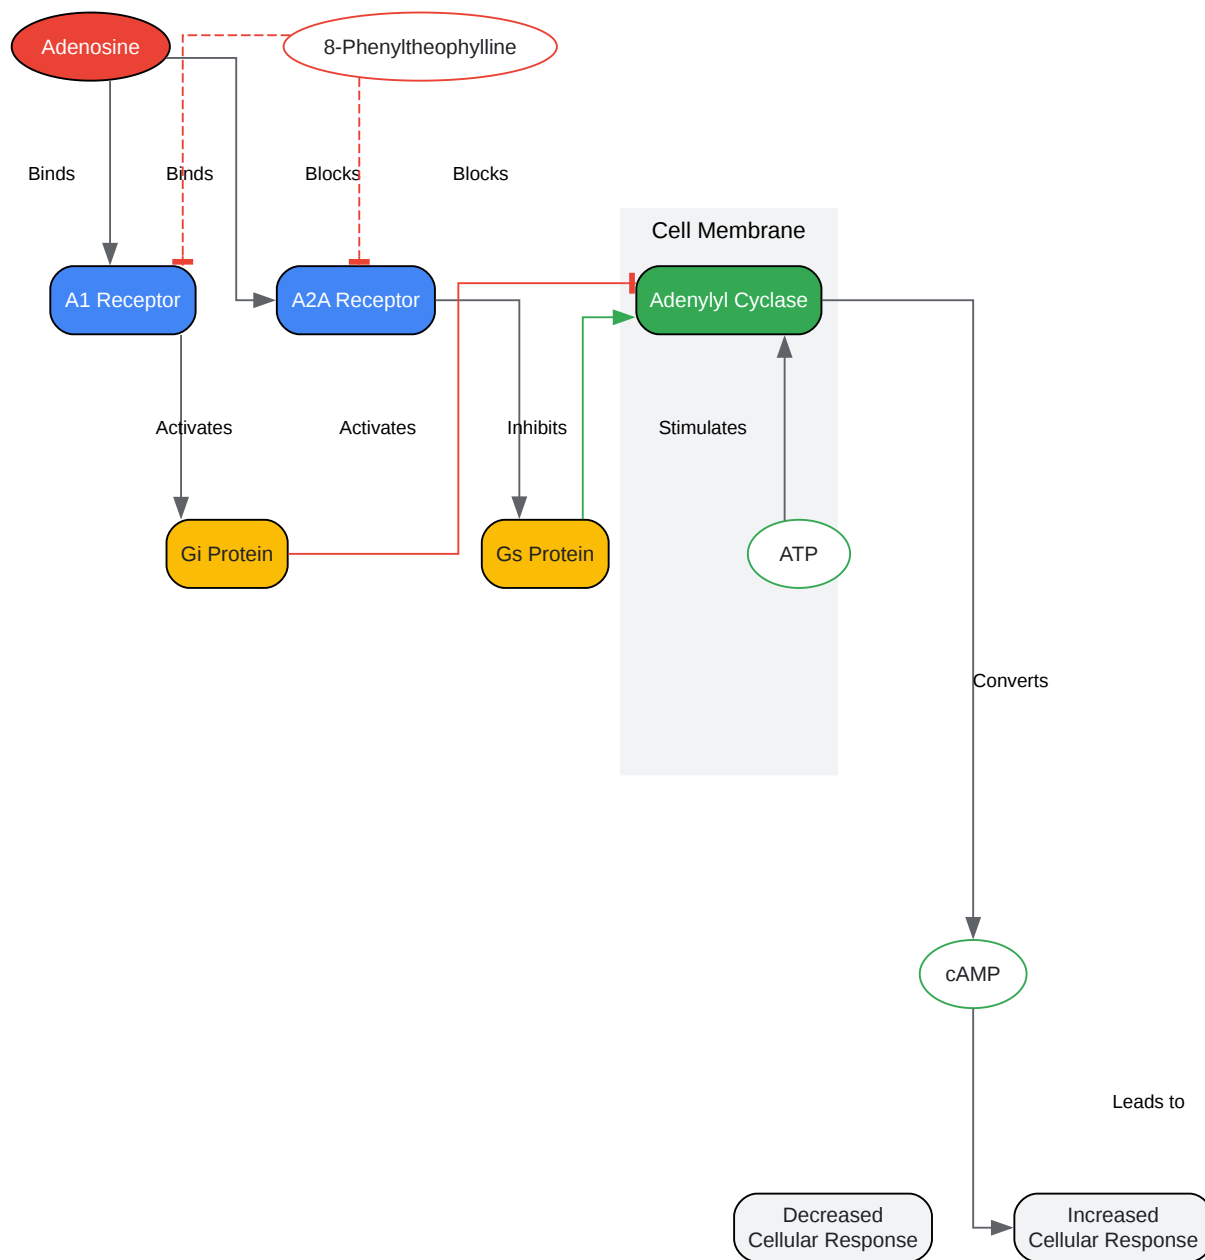 Adenosine
8-Phenyltheophylline
Binds
Binds
Blocks
Blocks
Cell Membrane
A1 Receptor
A2A Receptor
Adenylyl Cyclase
Activates
Activates
Inhibits
Stimulates
Gi Protein
Gs Protein
ATP
Converts
cAMP
Leads to
Decreased
Cellular Response
Increased
Cellular Response